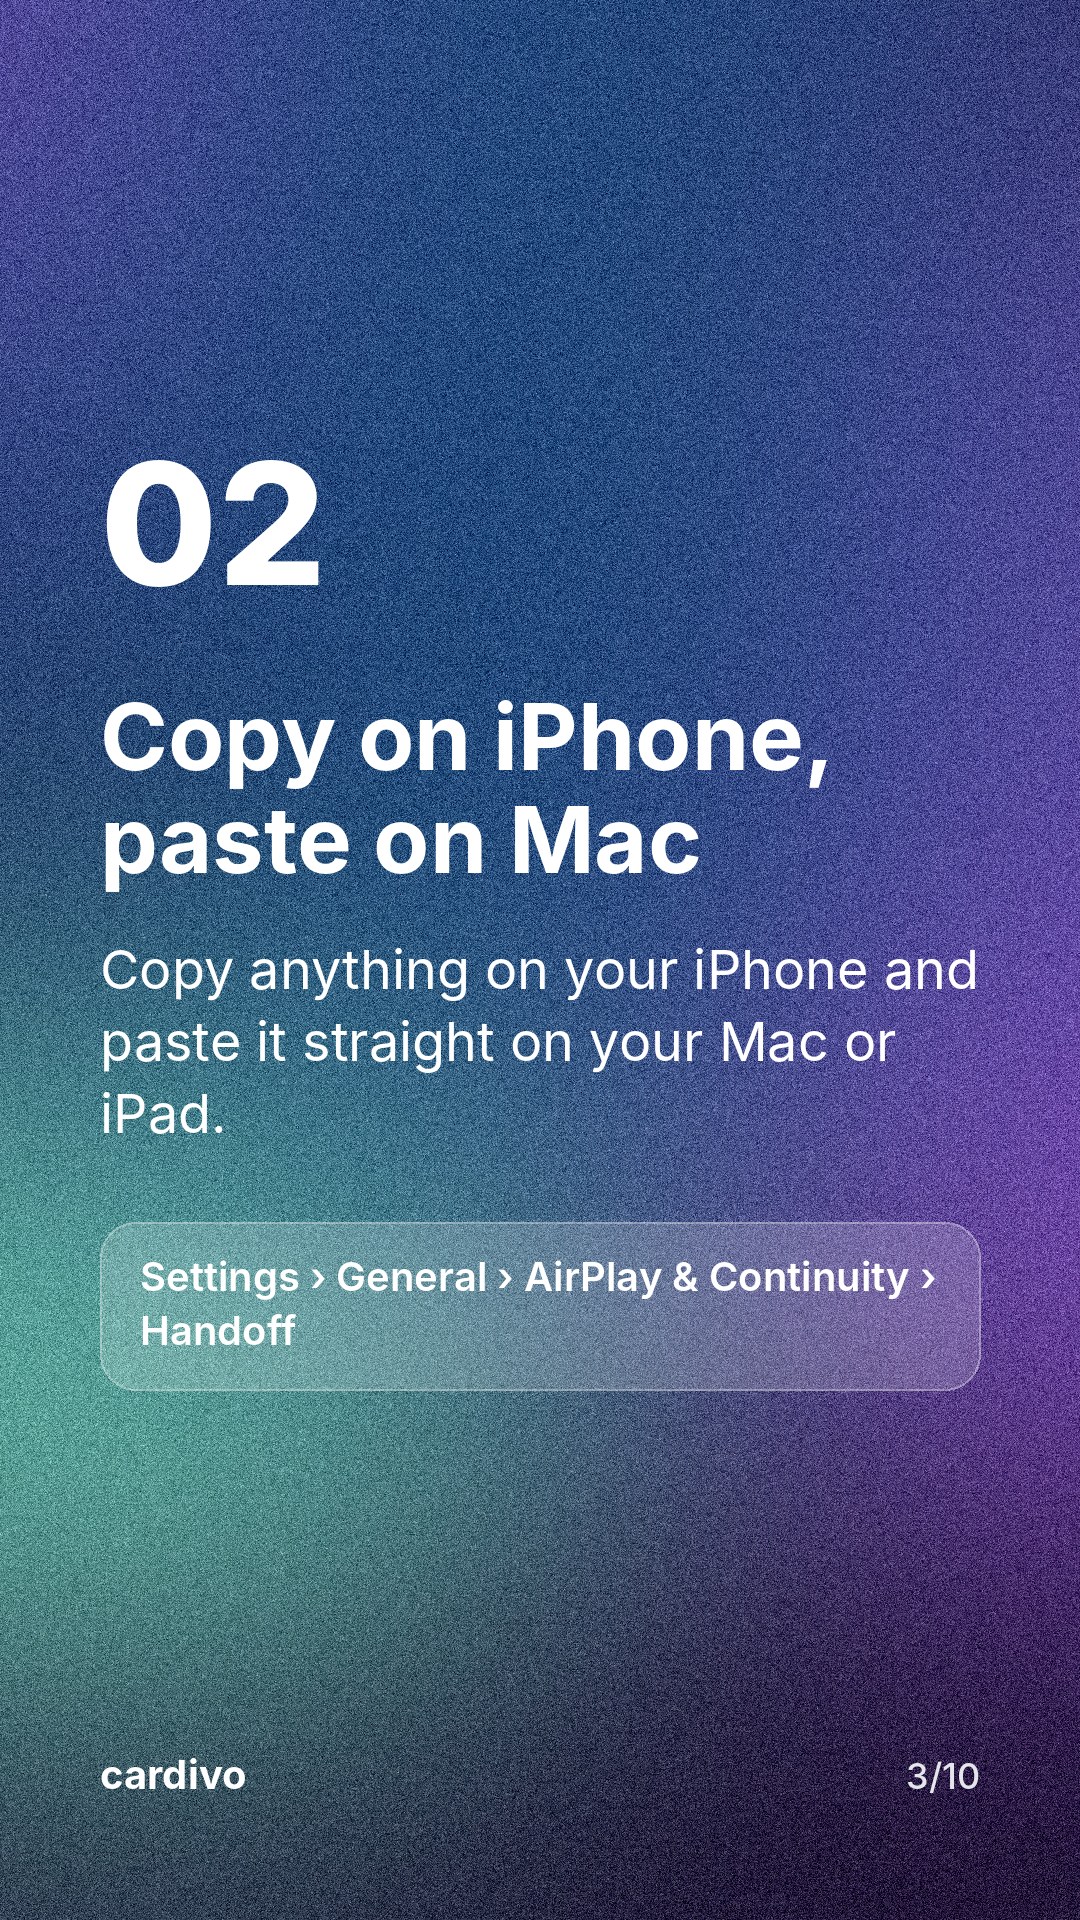 02
Copy on iPhone,
paste on Mac
Copy anything on your iPhone and
paste it straight on your Mac or
iPad.
Settings › General › AirPlay & Continuity ›
Handoff
cardivo
3/10